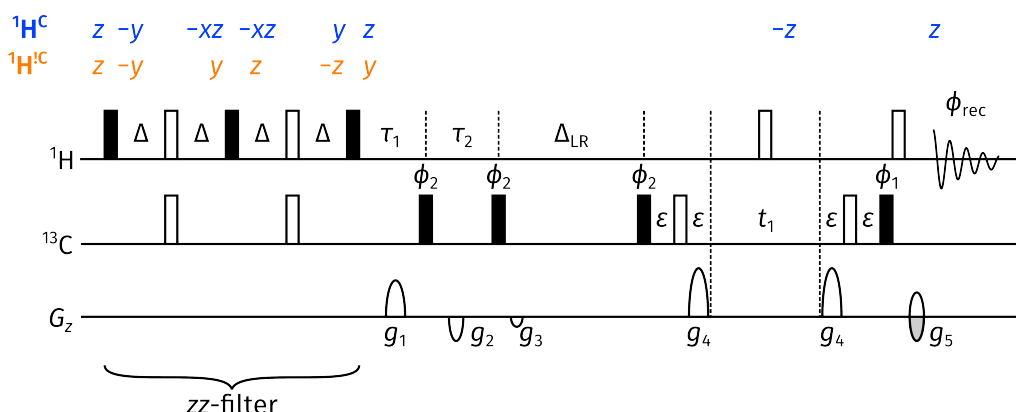 ¹Hᶜ z −y −xz −xz y z −z z
¹H^!C z −y y z −z y
¹H Δ Δ Δ Δ τ₁ τ₂ Δ_LR ϕ_rec
ϕ₂ ϕ₂ ϕ₂ ϕ₁
¹³C ε ε t₁ ε ε
G_z g₁ g₂ g₃ g₄ g₄ g₅
zz-filter